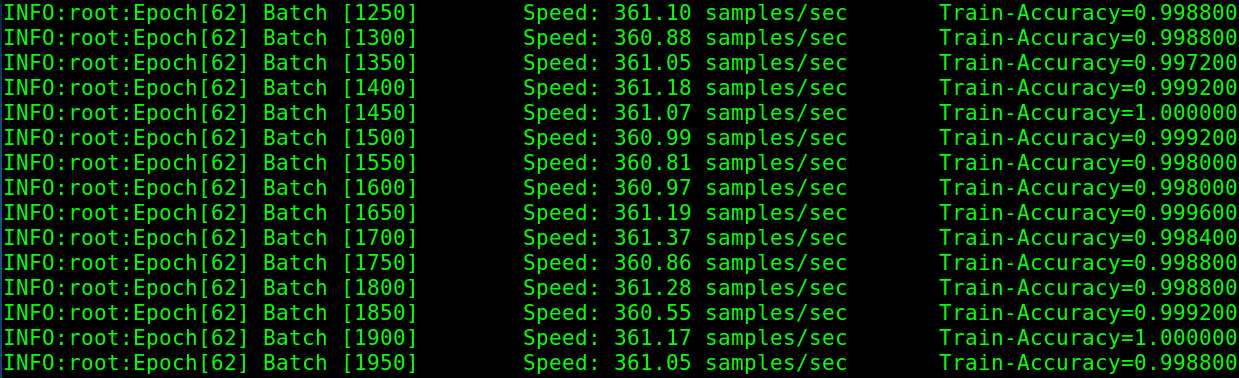 INFO:root:Epoch[62] Batch [1250]	Speed: 361.10 samples/sec	Train-Accuracy=0.998800
INFO:root:Epoch[62] Batch [1300]	Speed: 360.88 samples/sec	Train-Accuracy=0.998800
INFO:root:Epoch[62] Batch [1350]	Speed: 361.05 samples/sec	Train-Accuracy=0.997200
INFO:root:Epoch[62] Batch [1400]	Speed: 361.18 samples/sec	Train-Accuracy=0.999200
INFO:root:Epoch[62] Batch [1450]	Speed: 361.07 samples/sec	Train-Accuracy=1.000000
INFO:root:Epoch[62] Batch [1500]	Speed: 360.99 samples/sec	Train-Accuracy=0.999200
INFO:root:Epoch[62] Batch [1550]	Speed: 360.81 samples/sec	Train-Accuracy=0.998000
INFO:root:Epoch[62] Batch [1600]	Speed: 360.97 samples/sec	Train-Accuracy=0.998000
INFO:root:Epoch[62] Batch [1650]	Speed: 361.19 samples/sec	Train-Accuracy=0.999600
INFO:root:Epoch[62] Batch [1700]	Speed: 361.37 samples/sec	Train-Accuracy=0.998400
INFO:root:Epoch[62] Batch [1750]	Speed: 360.86 samples/sec	Train-Accuracy=0.998800
INFO:root:Epoch[62] Batch [1800]	Speed: 361.28 samples/sec	Train-Accuracy=0.998800
INFO:root:Epoch[62] Batch [1850]	Speed: 360.55 samples/sec	Train-Accuracy=0.999200
INFO:root:Epoch[62] Batch [1900]	Speed: 361.17 samples/sec	Train-Accuracy=1.000000
INFO:root:Epoch[62] Batch [1950]	Speed: 361.05 samples/sec	Train-Accuracy=0.998800